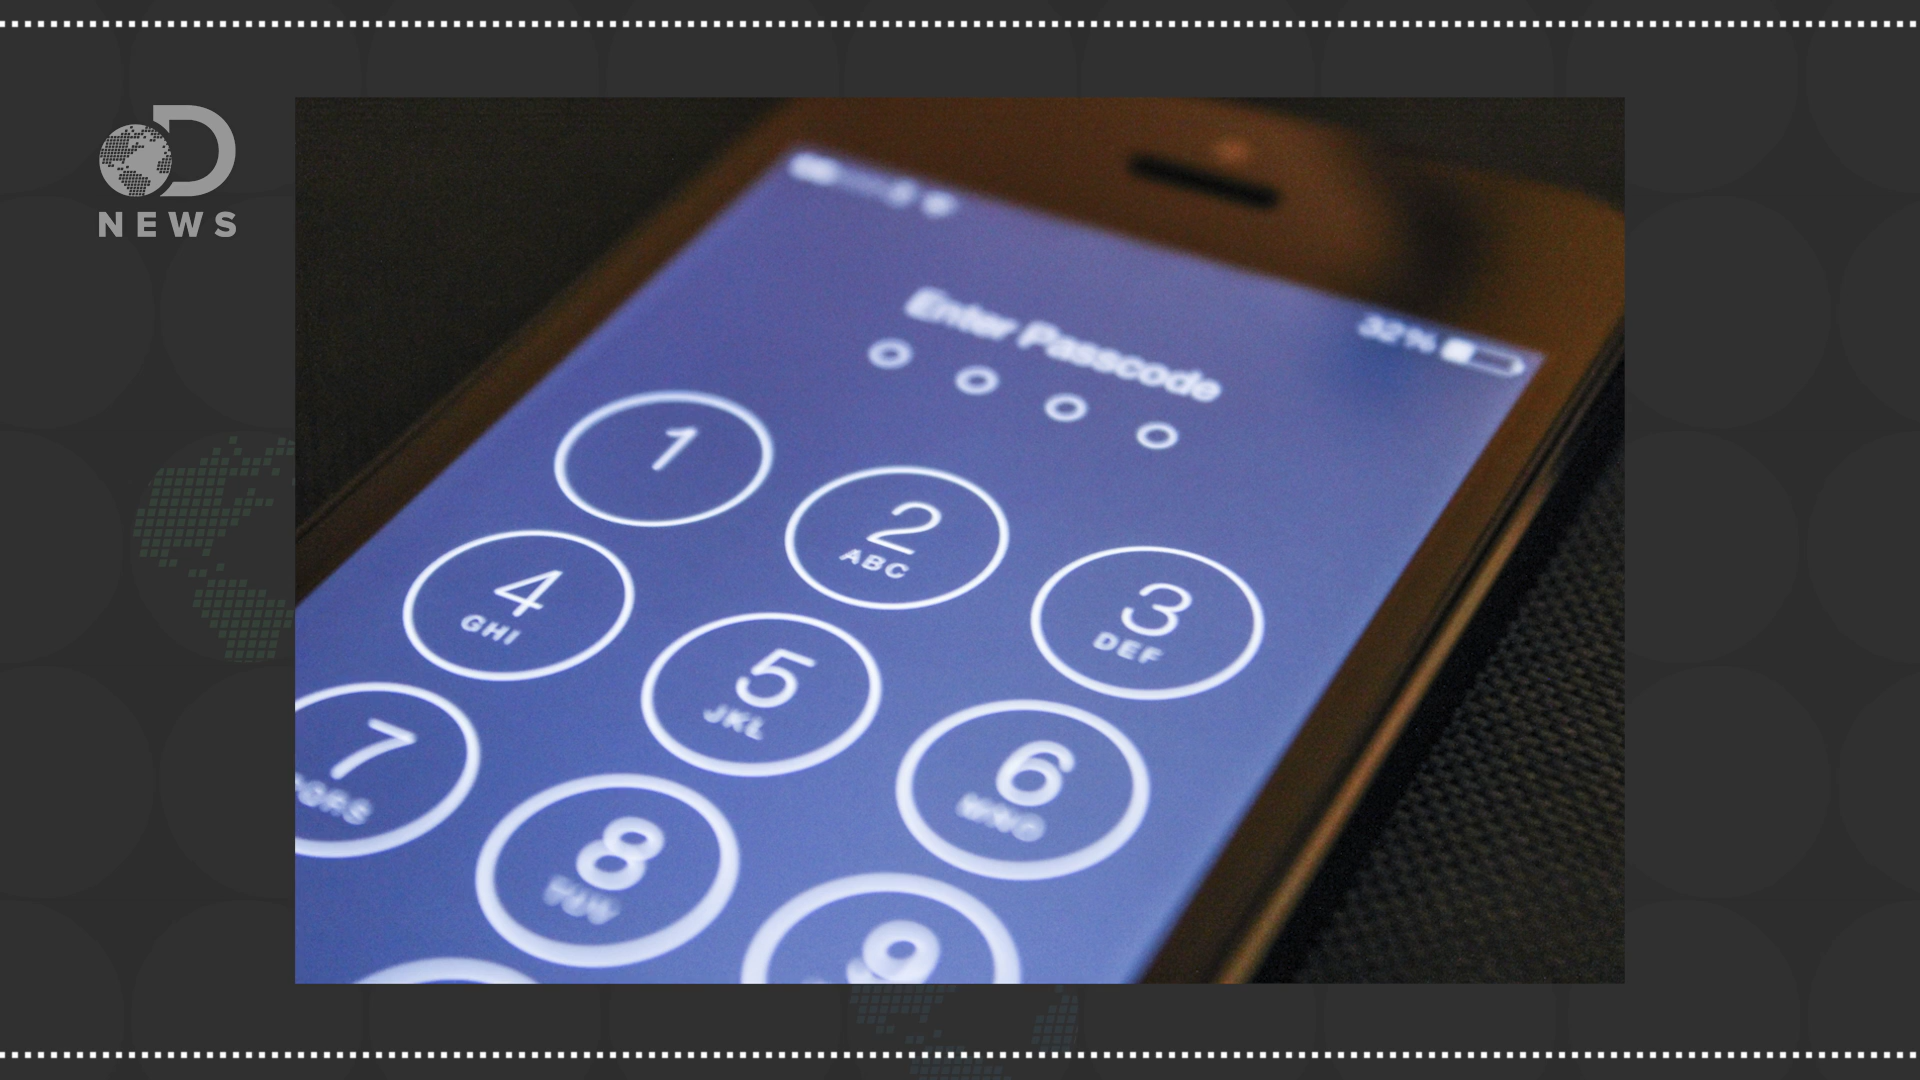 NEWS
32%
Enter Passcode
1
2
ABC
3
DEF
4
GHI
5
JKL
6
MNO
7
PQRS
8
TUV
9